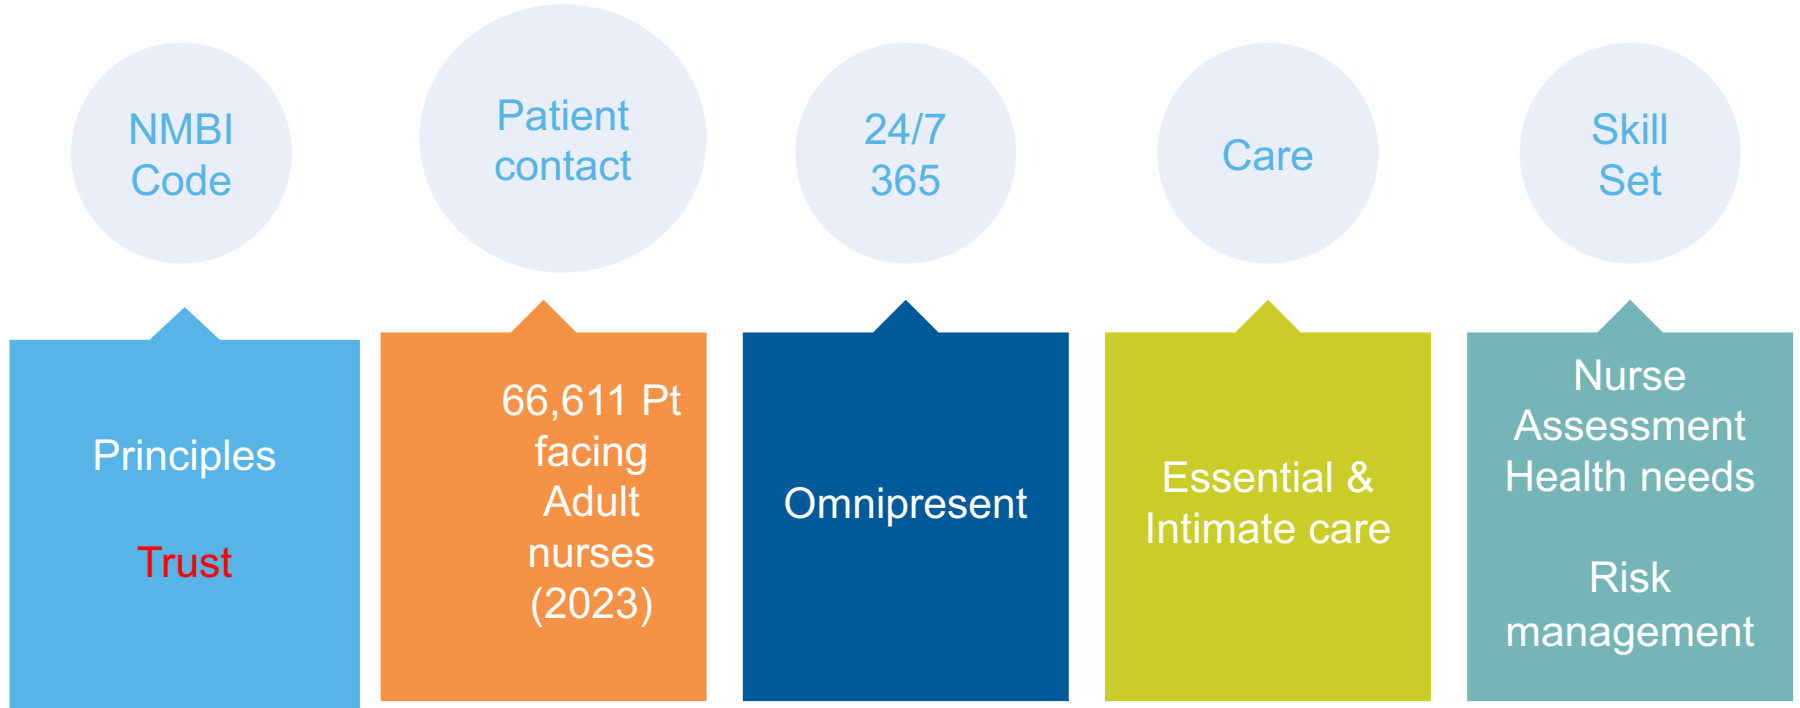 NMBI
Code
Patient
contact
24/7
365
Care
Skill
Set
Principles
Trust
66,611 Pt
facing
Adult
nurses
(2023)
Omnipresent
Essential &
Intimate care
Nurse
Assessment
Health needs
Risk
management